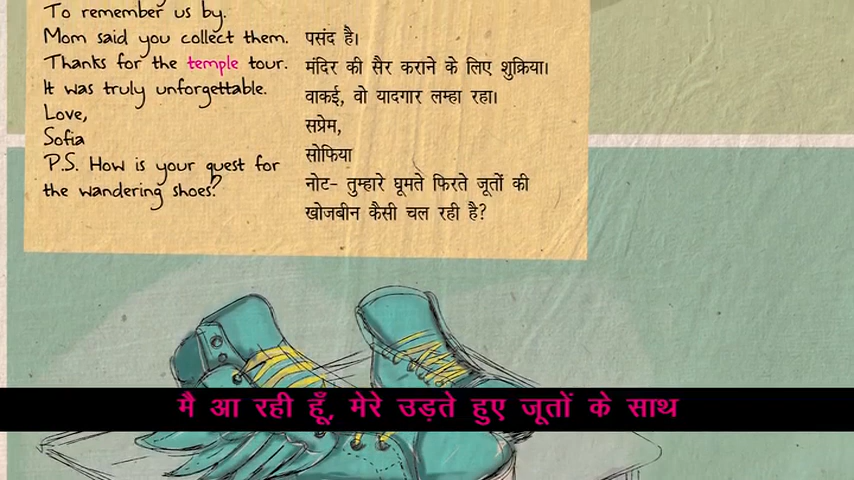 To remember us by.
Mom said you collect them.
Thanks for the temple tour.
It was truly unforgettable.
Love,
Sofia
P.S. How is your quest for
the wandering shoes?
पसंद है।
मंदिर की सैर कराने के लिए शुक्रिया।
वाकई, वो यादगार लम्हा रहा।
सप्रेम,
सोफिया
नोट- तुम्हारे घूमते फिरते जूतों की
खोजबीन कैसी चल रही है?
मै आ रही हूँ, मेरे उड़ते हुए जूतों के साथ